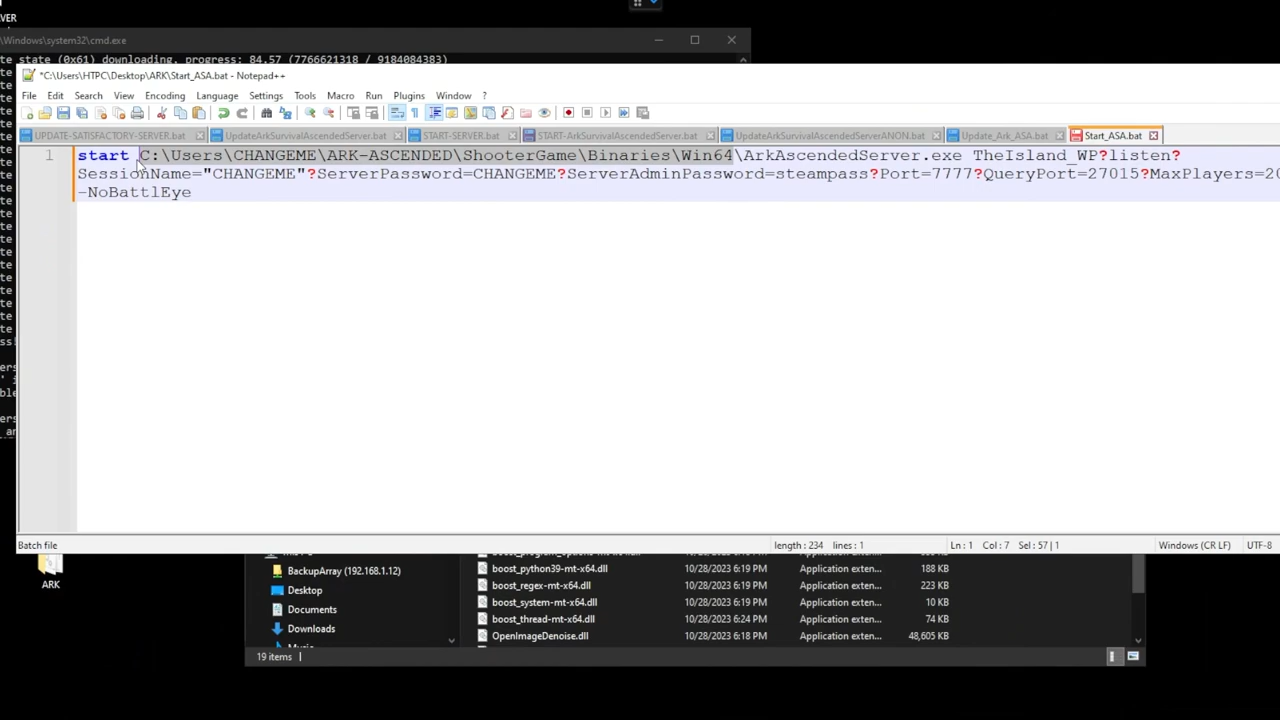 VER
\Windows\system32\cmd.exe
te state (0x61) downloading, progress: 84.57 (7766621318 / 9184084383)
*C:\Users\HTPC\Desktop\ARK\Start_ASA.bat - Notepad++
File Edit Search View Encoding Language Settings Tools Macro Run Plugins Window ?
UPDATE-SATISFACTORY-SERVER.bat UpdateArkSurvivalAscendedServer.bat START-SERVER.bat START-ArkSurvivalAscendedServer.bat UpdateArkSurvivalAscendedServerANON.bat Update_Ark_ASA.bat Start_ASA.bat
1 start C:\Users\CHANGEME\ARK-ASCENDED\ShooterGame\Binaries\Win64\ArkAscendedServer.exe TheIsland_WP?listen?
SessionName="CHANGEME"?ServerPassword=CHANGEME?ServerAdminPassword=steampass?Port=7777?QueryPort=27015?MaxPlayers=20
-NoBattlEye
Batch file length : 234 lines : 1 Ln : 1 Col : 7 Sel : 57 | 1 Windows (CR LF) UTF-8
ARK
BackupArray (192.168.1.12)
Desktop
Documents
Downloads
boost_python39-mt-x64.dll 10/28/2023 6:19 PM Application exten... 188 KB
boost_regex-mt-x64.dll 10/28/2023 6:19 PM Application exten... 223 KB
boost_system-mt-x64.dll 10/28/2023 6:19 PM Application exten... 10 KB
boost_thread-mt-x64.dll 10/28/2023 6:24 PM Application exten... 74 KB
OpenImageDenoise.dll 10/28/2023 6:18 PM Application exten... 48,605 KB
19 items